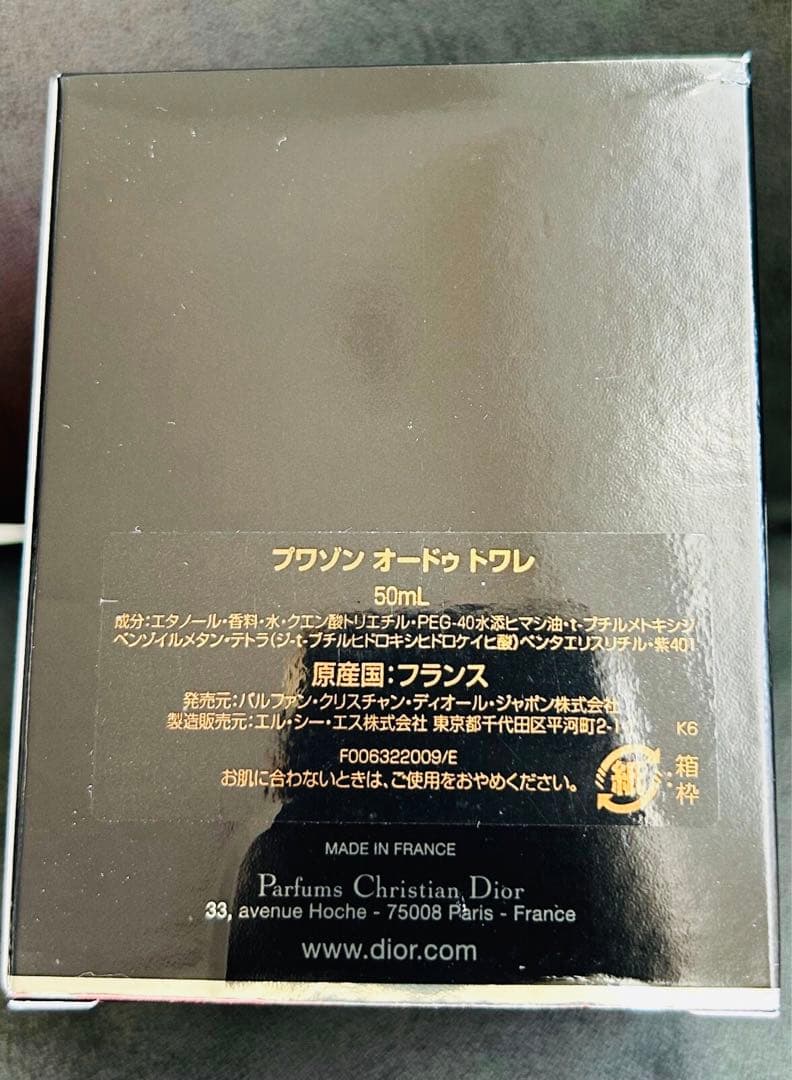 プワゾン オードゥ トワレ
50mL
成分:エタノール・香料・水・クエン酸トリエチル・PEG-40水添ヒマシ油・t-ブチルメトキシジ
ベンゾイルメタン・テトラ(ジ-t-ブチルヒドロキシヒドロケイヒ酸)ペンタエリスリチル・紫401
原産国:フランス
発売元:パルファン・クリスチャン・ディオール・ジャポン株式会社
製造販売元:エル・シー・エス株式会社 東京都千代田区平河町2-1
K6
F006322009/E
お肌に合わないときは、ご使用をおやめください。
紙:箱
枠
MADE IN FRANCE
Parfums Christian Dior
33, avenue Hoche - 75008 Paris - France
www.dior.com